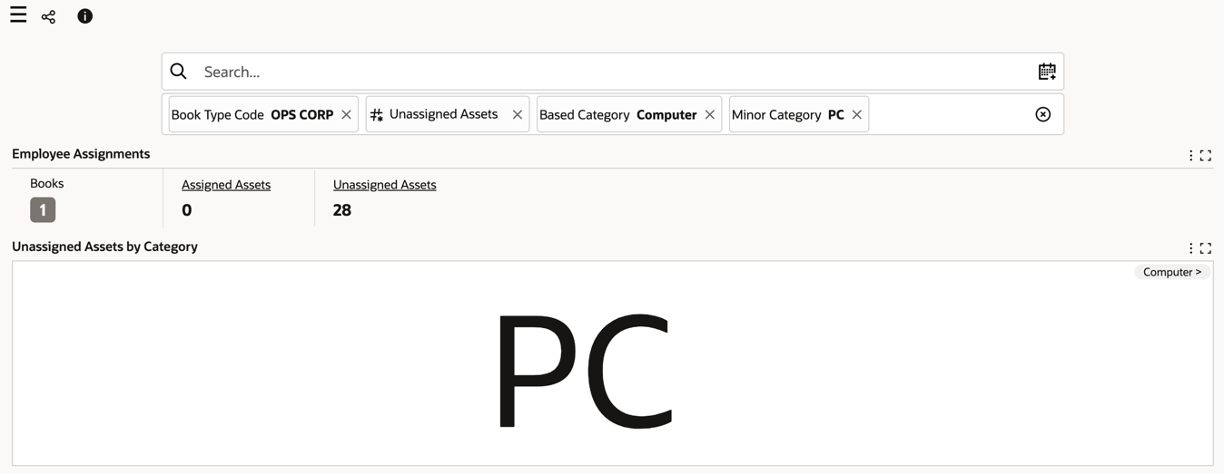 Search...
Book Type Code OPS CORP Unassigned Assets Based Category Computer Minor Category PC
Employee Assignments
Books Assigned Assets Unassigned Assets
1 0 28
Unassigned Assets by Category
Computer >
PC